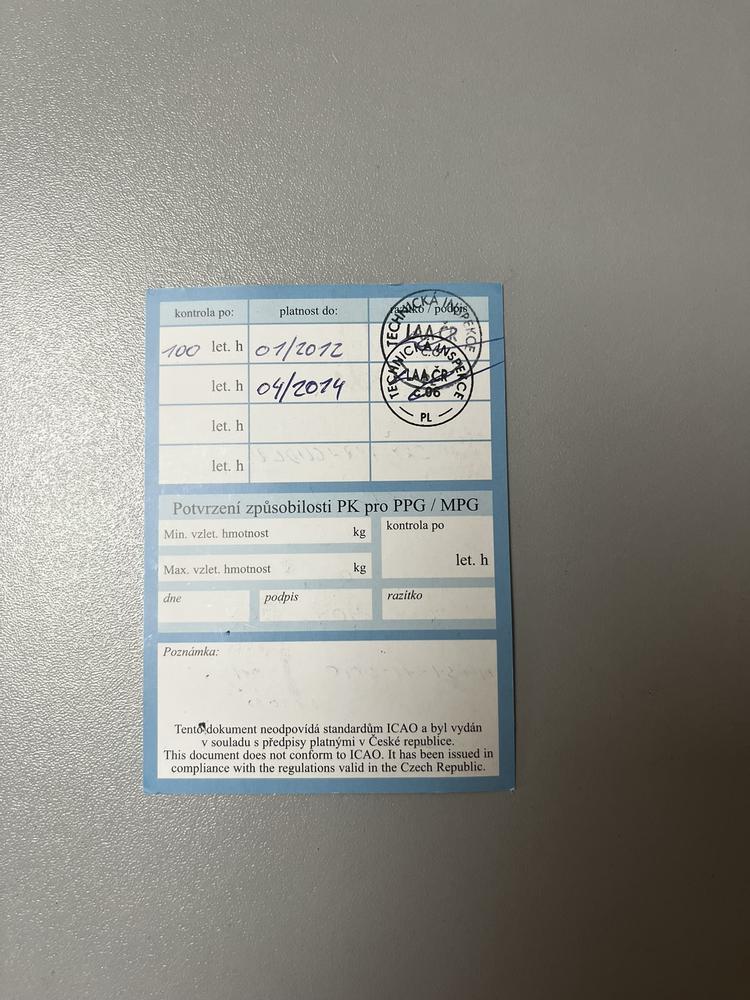 kontrola po: platnost do: razítko / podpis
100 let. h 01/2012
TECHNICKÁ INSPEKCE
LAA ČR
let. h 04/2014
TECHNICKÁ INSPEKCE
LAA ČR
č.06
PL
let. h
let. h
Potvrzení způsobilosti PK pro PPG / MPG
Min. vzlet. hmotnost kg
kontrola po
let. h
Max. vzlet. hmotnost kg
dne podpis razítko
Poznámka:
Tento dokument neodpovídá standardům ICAO a byl vydán
v souladu s předpisy platnými v České republice.
This document does not conform to ICAO. It has been issued in
compliance with the regulations valid in the Czech Republic.